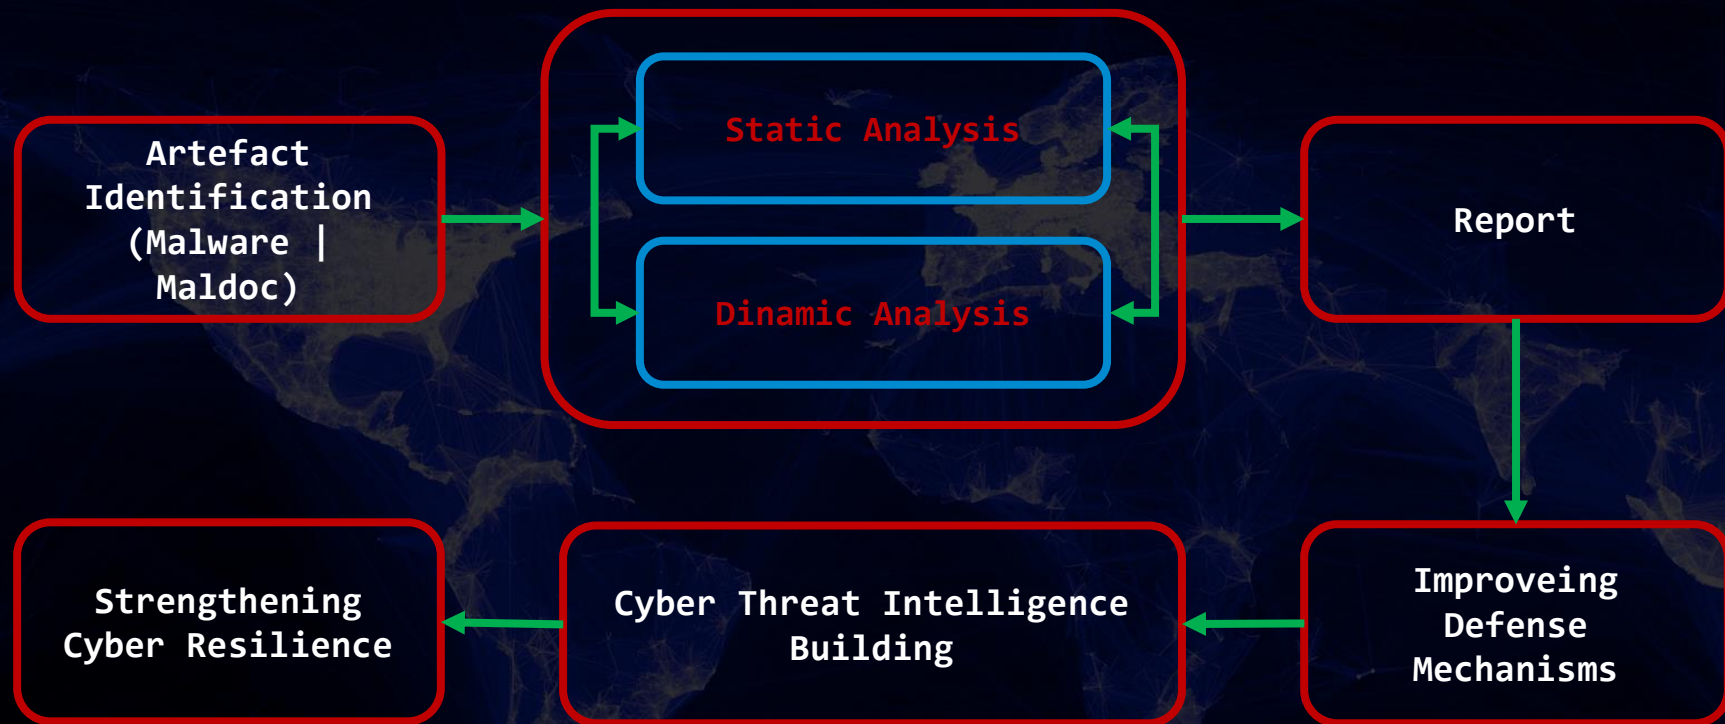 Artefact
Identification
(Malware |
Maldoc)
Static Analysis
Dinamic Analysis
Report
Improveing
Defense
Mechanisms
Cyber Threat Intelligence
Building
Strengthening
Cyber Resilience